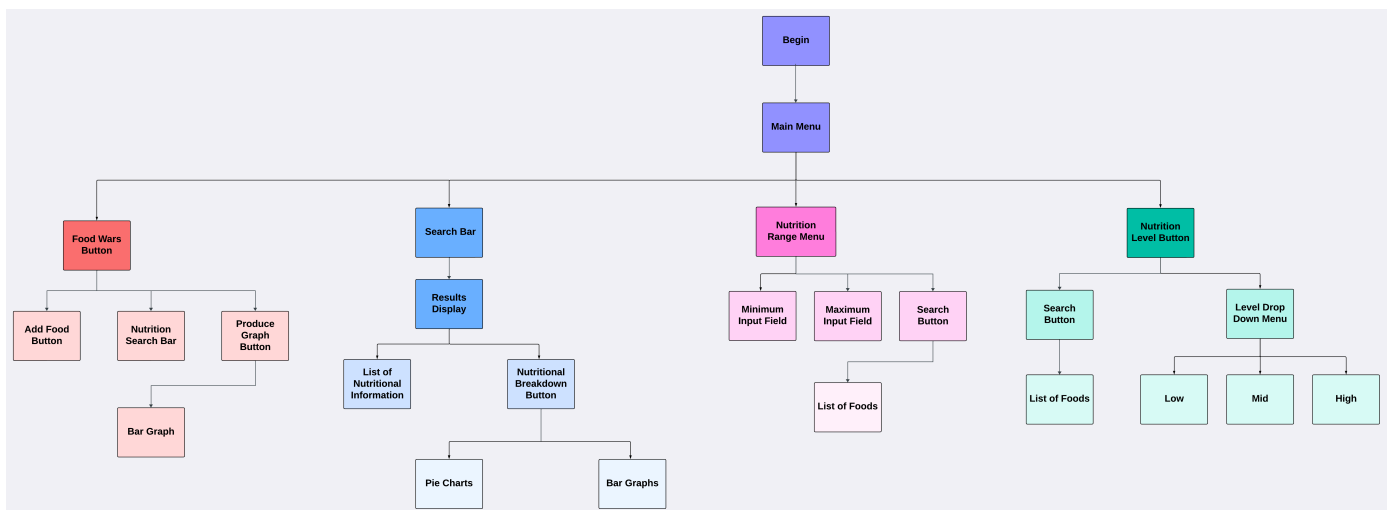 Begin
Main Menu
Food Wars
Button
Search Bar
Nutrition
Range Menu
Nutrition
Level Button
Add Food
Button
Nutrition
Search Bar
Produce
Graph
Button
Bar Graph
Results
Display
List of
Nutritional
Information
Nutritional
Breakdown
Button
Pie Charts
Bar Graphs
Minimum
Input Field
Maximum
Input Field
Search
Button
List of Foods
Search
Button
Level Drop
Down Menu
List of Foods
Low
Mid
High